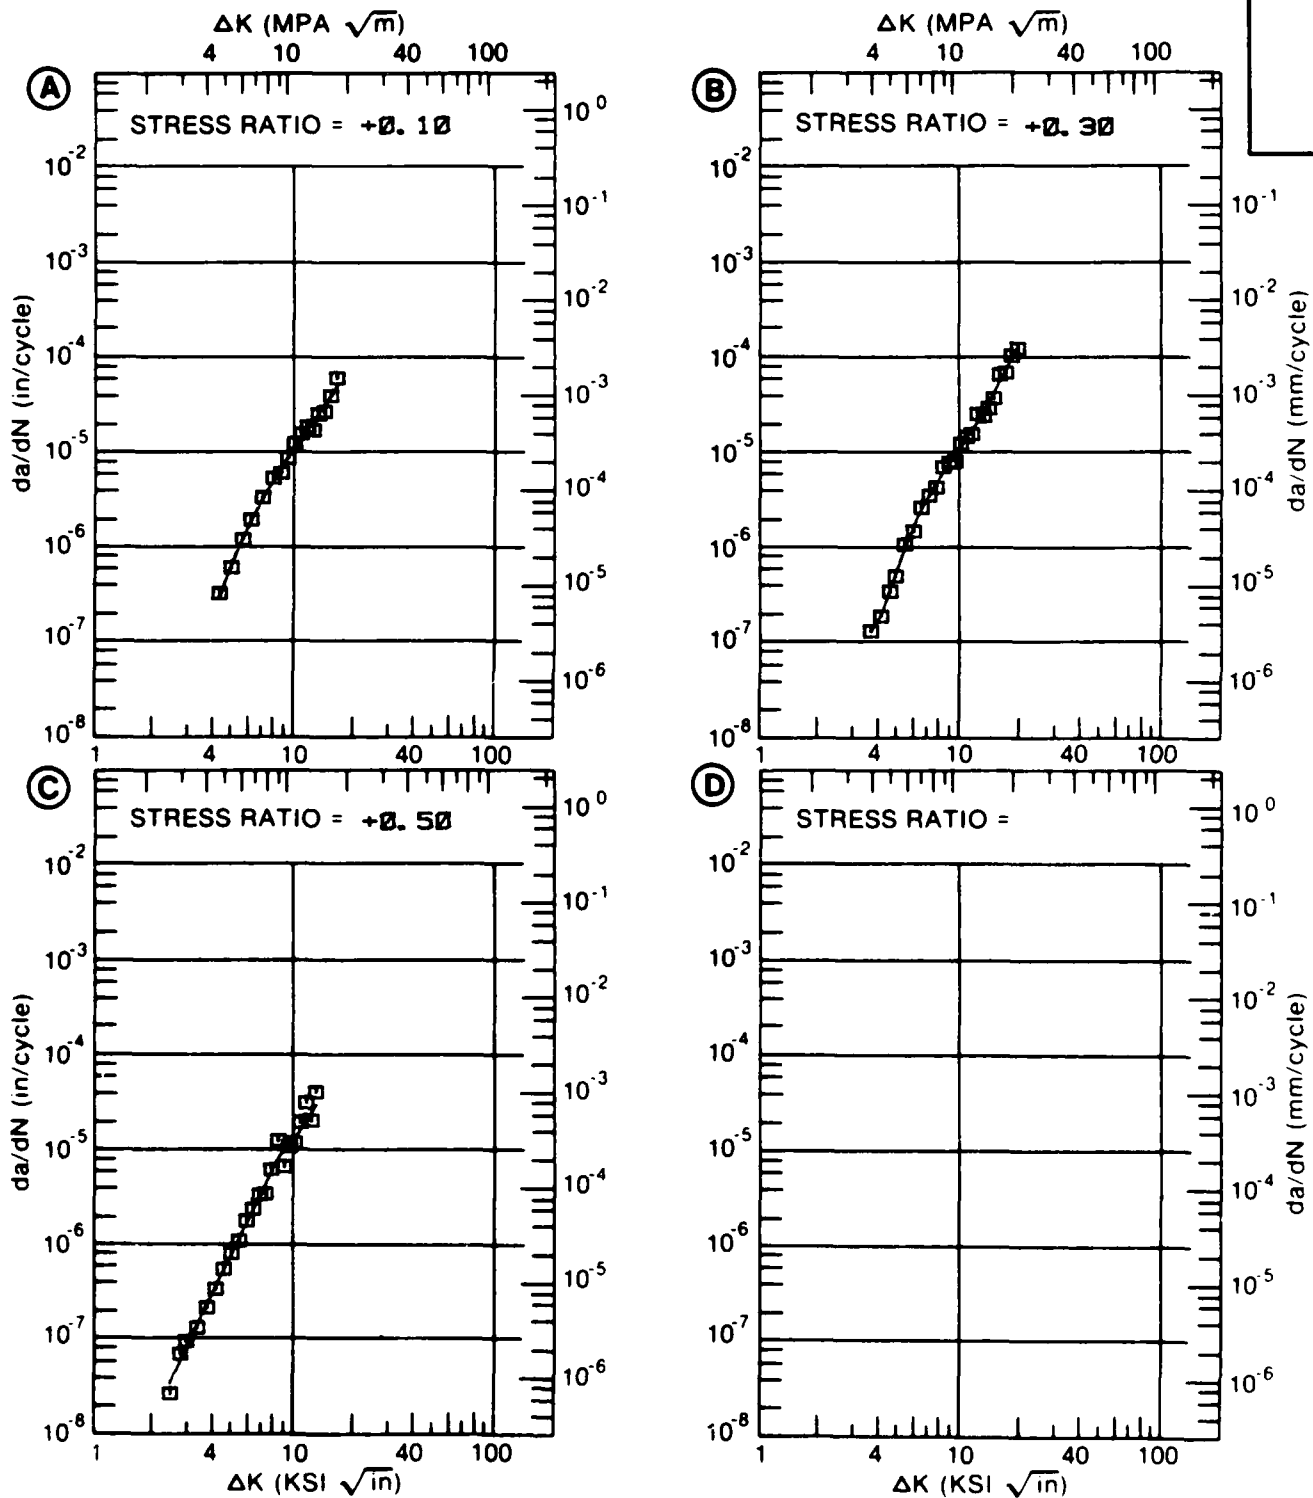 ΔK (MPA √m)
4 10 40 100
A
STRESS RATIO = +0.10
10^0
10^-1
10^-2
10^-3
10^-4
10^-5
10^-6
10^-2
10^-3
10^-4
10^-5
10^-6
10^-7
10^-8
da/dN (in/cycle)
1 4 10 40 100
ΔK (MPA √m)
4 10 40 100
B
STRESS RATIO = +0.30
10^-2
10^-3
10^-4
10^-5
10^-6
10^-7
10^-8
10^-1
10^-2
10^-3
10^-4
10^-5
10^-6
da/dN (mm/cycle)
1 4 10 40 100
C
STRESS RATIO = +0.50
10^0
10^-1
10^-2
10^-3
10^-4
10^-5
10^-6
10^-2
10^-3
10^-4
10^-5
10^-6
10^-7
10^-8
da/dN (in/cycle)
1 4 10 40 100
ΔK (KSI √in)
D
STRESS RATIO =
10^-2
10^-3
10^-4
10^-5
10^-6
10^-7
10^-8
10^0
10^-1
10^-2
10^-3
10^-4
10^-5
10^-6
da/dN (mm/cycle)
1 4 10 40 100
ΔK (KSI √in)